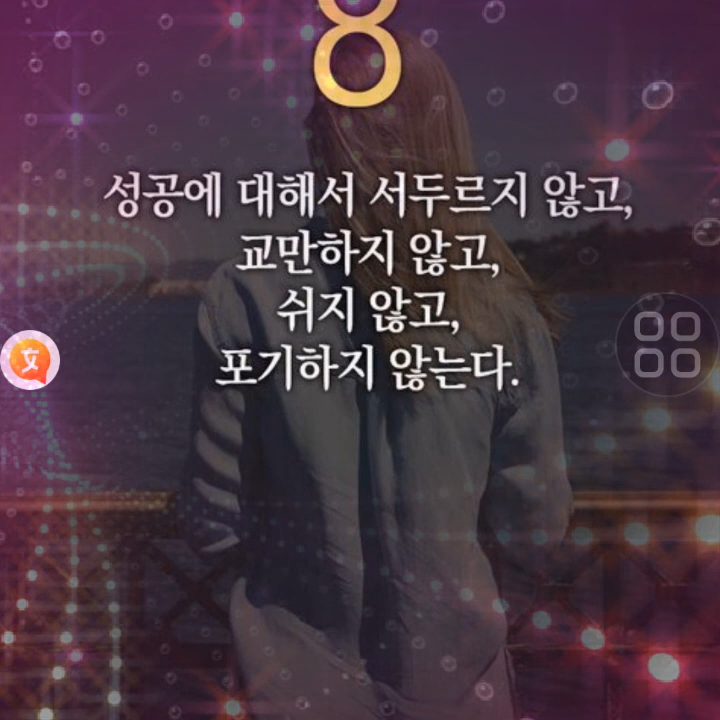 8
성공에 대해서 서두르지 않고,
교만하지 않고,
쉬지 않고,
포기하지 않는다.
文